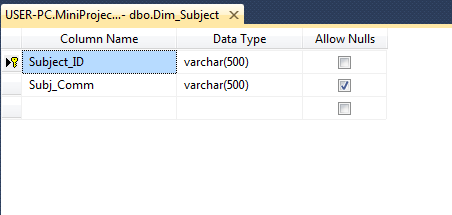 USER-PC.MiniProjec...- dbo.Dim_Subject
Column Name Data Type Allow Nulls
Subject_ID varchar(500)
Subj_Comm varchar(500)